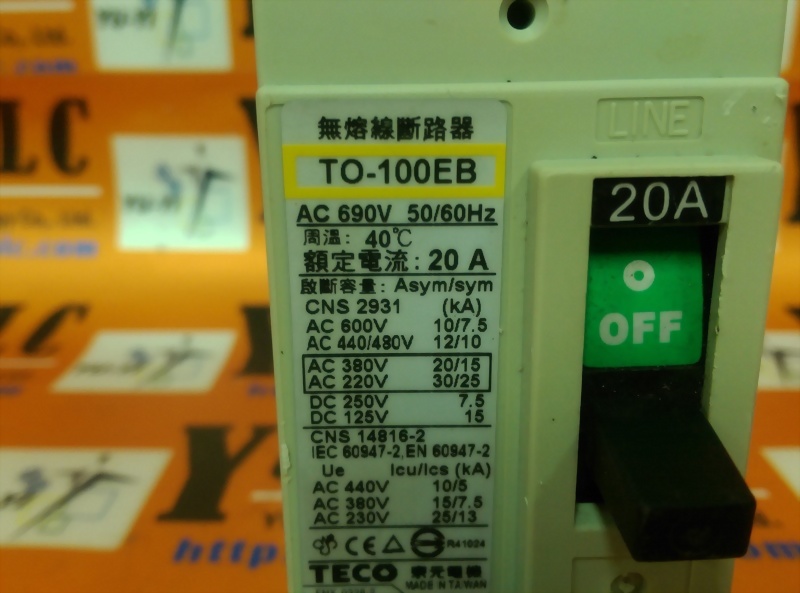 無熔線斷路器
TO-100EB
AC 690V 50/60Hz
周溫: 40℃
額定電流: 20 A
啟斷容量: Asym/sym
CNS 2931 (kA)
AC 600V 10/7.5
AC 440/480V 12/10
AC 380V 20/15
AC 220V 30/25
DC 250V 7.5
DC 125V 15
CNS 14816-2
IEC 60947-2, EN 60947-2
Ue Icu/Ics (kA)
AC 440V 10/5
AC 380V 15/7.5
AC 230V 25/13
CE R41024
TECO 東元電機
MADE IN TAIWAN
LINE
20A
O
OFF